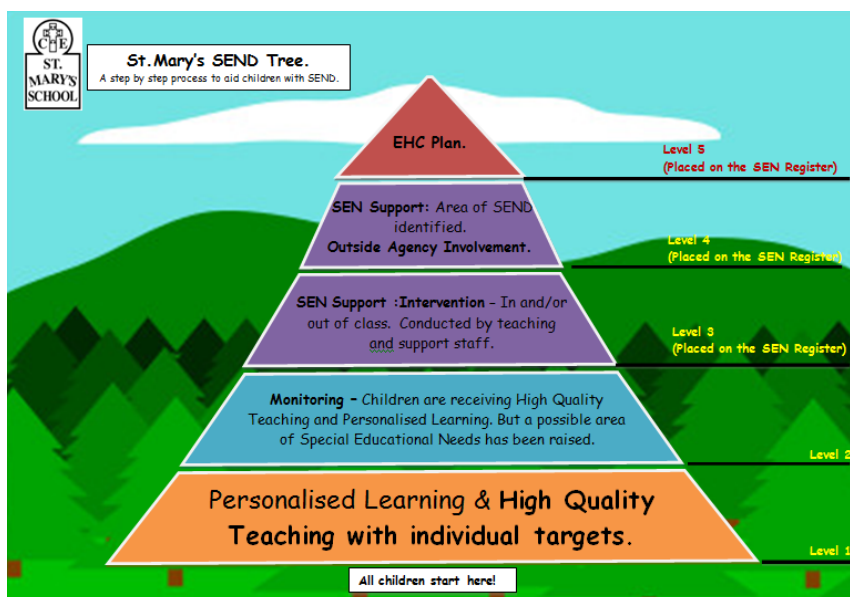 C E
ST.
MARY'S
SCHOOL
St.Mary's SEND Tree.
A step by step process to aid children with SEND.
EHC Plan.
Level 5
(Placed on the SEN Register)
SEN Support: Area of SEND
identified.
Outside Agency Involvement.
Level 4
(Placed on the SEN Register)
SEN Support :Intervention – In and/or
out of class. Conducted by teaching
and support staff.
Level 3
(Placed on the SEN Register)
Monitoring – Children are receiving High Quality
Teaching and Personalised Learning. But a possible area
of Special Educational Needs has been raised.
Level 2
Personalised Learning & High Quality
Teaching with individual targets.
Level 1
All children start here!